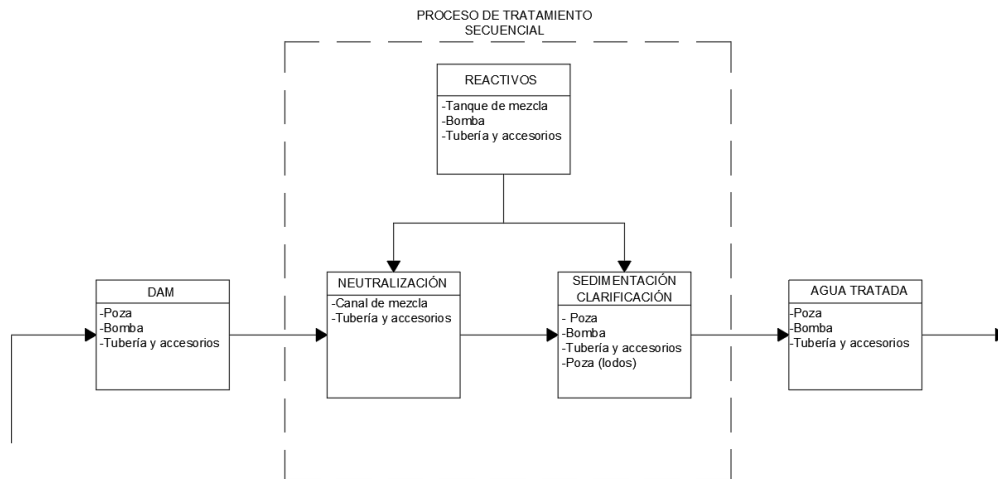 PROCESO DE TRATAMIENTO
SECUENCIAL
REACTIVOS
-Tanque de mezcla
-Bomba
-Tubería y accesorios
DAM
-Poza
-Bomba
-Tubería y accesorios
NEUTRALIZACIÓN
-Canal de mezcla
-Tubería y accesorios
SEDIMENTACIÓN
CLARIFICACIÓN
- Poza
-Bomba
-Tubería y accesorios
-Poza (lodos)
AGUA TRATADA
-Poza
-Bomba
-Tubería y accesorios